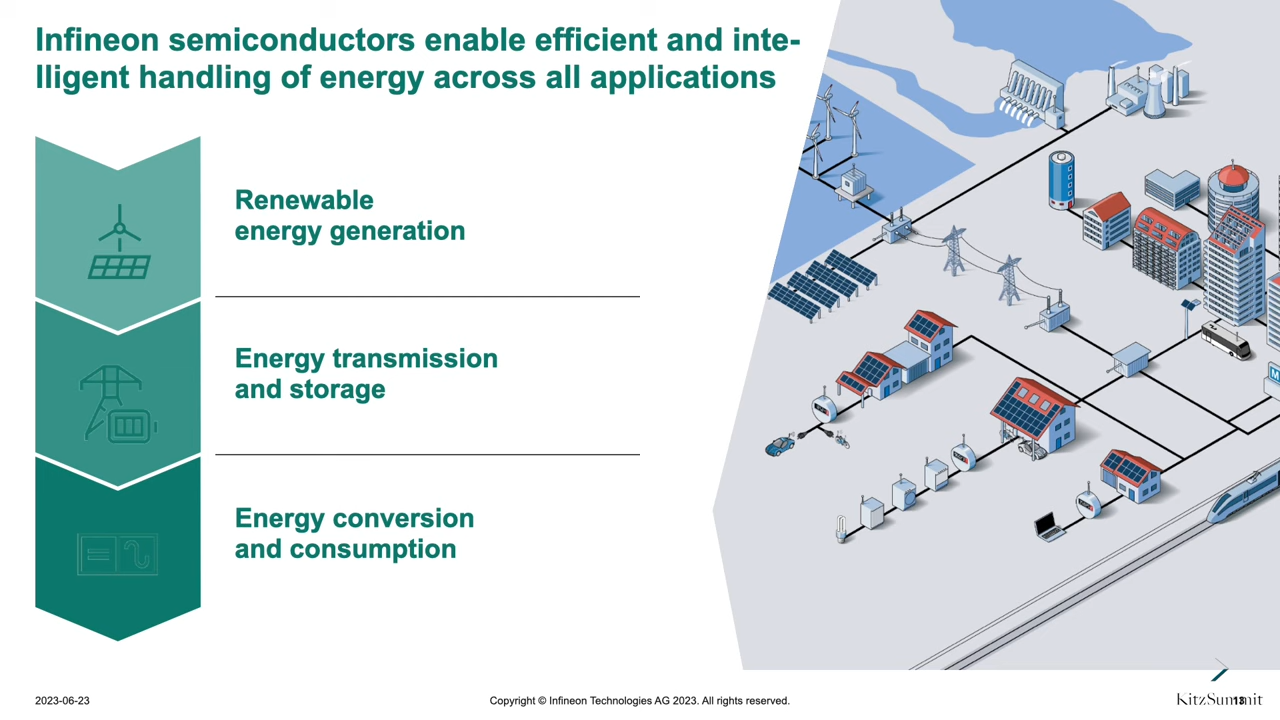 Infineon semiconductors enable efficient and inte-
lligent handling of energy across all applications
Renewable
energy generation
Energy transmission
and storage
Energy conversion
and consumption
M
2023-06-23
Copyright © Infineon Technologies AG 2023. All rights reserved.
KitzSummit
13